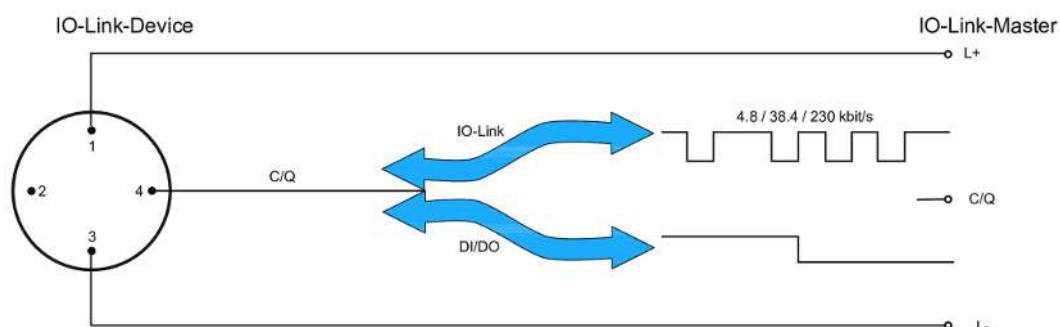 IO-Link-Device
IO-Link-Master
L+
4.8 / 38.4 / 230 kbit/s
IO-Link
1
C/Q
2
4
C/Q
3
DI/DO
L-